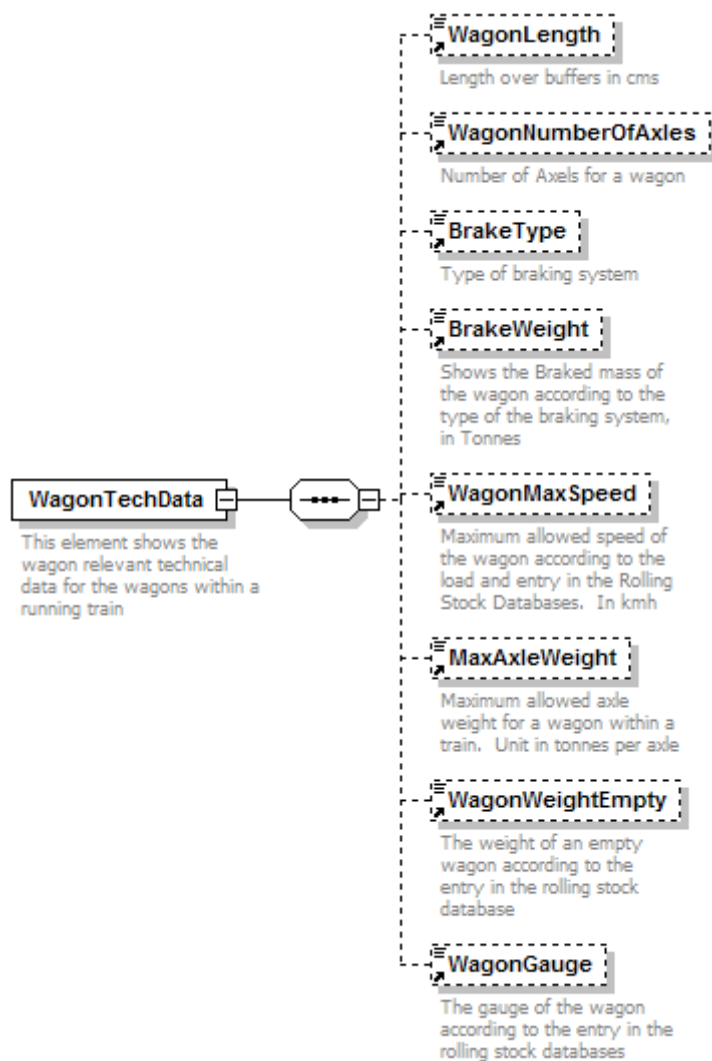 WagonLength
Length over buffers in cms
WagonNumberOfAxles
Number of Axels for a wagon
BrakeType
Type of braking system
BrakeWeight
Shows the Braked mass of
the wagon according to the
type of the braking system,
in Tonnes
WagonTechData
This element shows the
wagon relevant technical
data for the wagons within a
running train
WagonMaxSpeed
Maximum allowed speed of
the wagon according to the
load and entry in the Rolling
Stock Databases.  In kmh
MaxAxleWeight
Maximum allowed axle
weight for a wagon within a
train.  Unit in tonnes per axle
WagonWeightEmpty
The weight of an empty
wagon according to the
entry in the rolling stock
database
WagonGauge
The gauge of the wagon
according to the entry in the
rolling stock databases